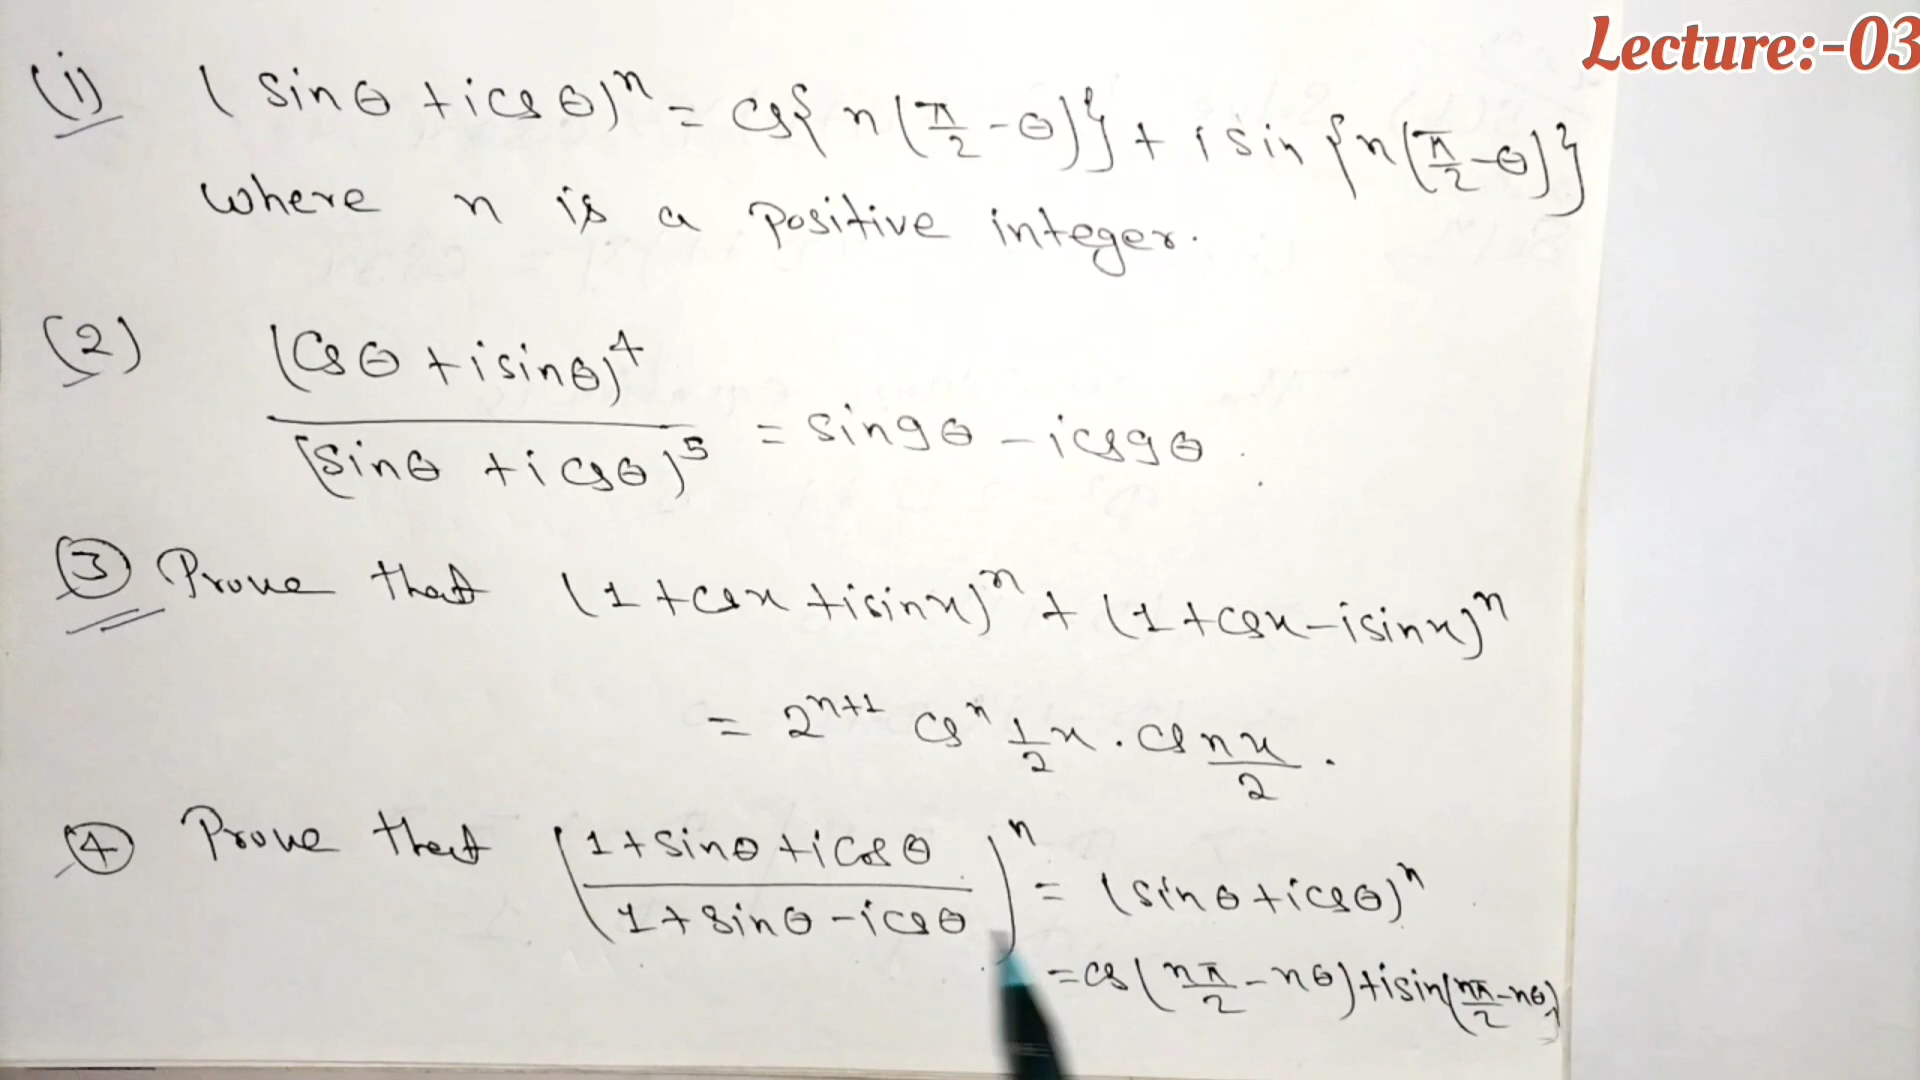 Lecture:-03
(i) (sinθ + icosθ)^n = cos{n(π/2 - θ)} + isin{n(π/2 - θ)}
where n is a positive integer.
(2) (cosθ + isinθ)^4 / (sinθ + icosθ)^5 = sin9θ - icos9θ.
(3) Prove that (1 + cosx + isinx)^n + (1 + cosx - isinx)^n
= 2^(n+1) cos^n 1/2 x . cos nx/2 .
(4) Prove that ((1 + sinθ + icosθ) / (1 + sinθ - icosθ))^n = (sinθ + icosθ)^n
= cos(nπ/2 - nθ) + isin(nπ/2 - nθ)